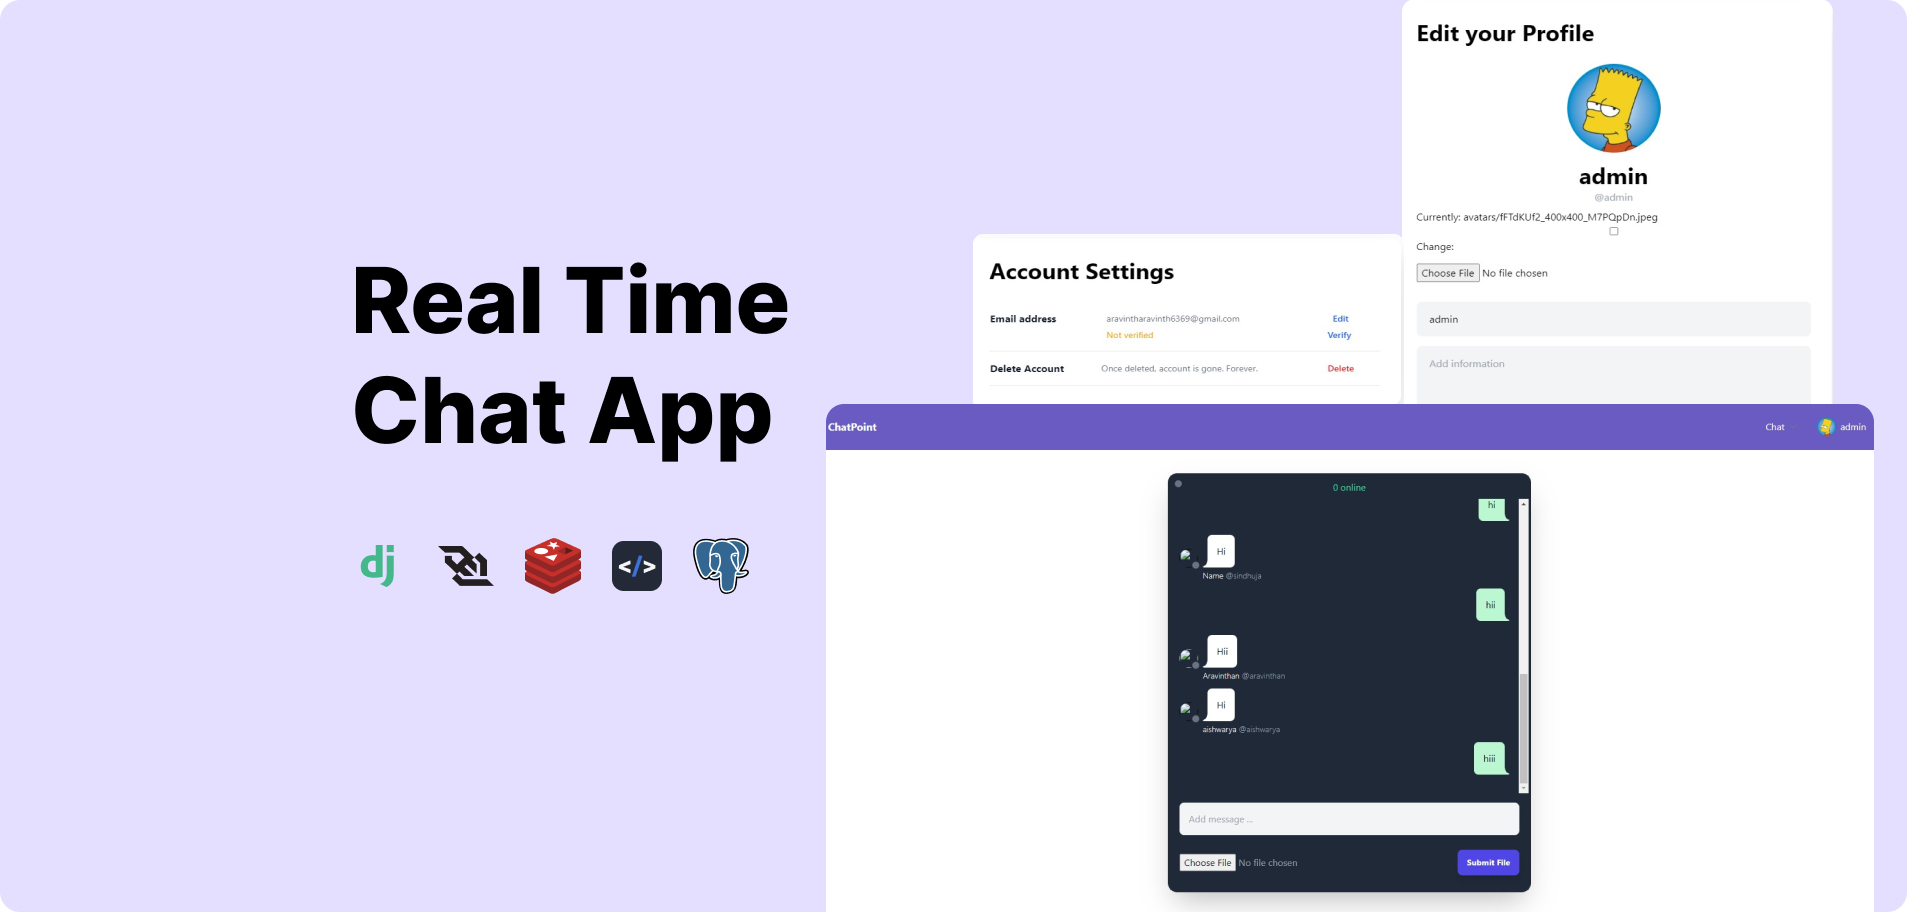 Real Time
Chat App
dj
</>
Account Settings
Email address aravintharavinth6369@gmail.com Edit
Not verified Verify
Delete Account Once deleted, account is gone. Forever. Delete
Edit your Profile
admin
@admin
Currently: avatars/fFTdKUf2_400x400_M7PQpDn.jpeg
Change:
Choose File No file chosen
admin
Add information
ChatPoint Chat admin
0 online
hi
Hi
Name @sindhuja
hii
Hii
Aravinthan @aravinthan
Hi
aishwarya @aishwarya
hiii
Add message ...
Choose File No file chosen Submit File